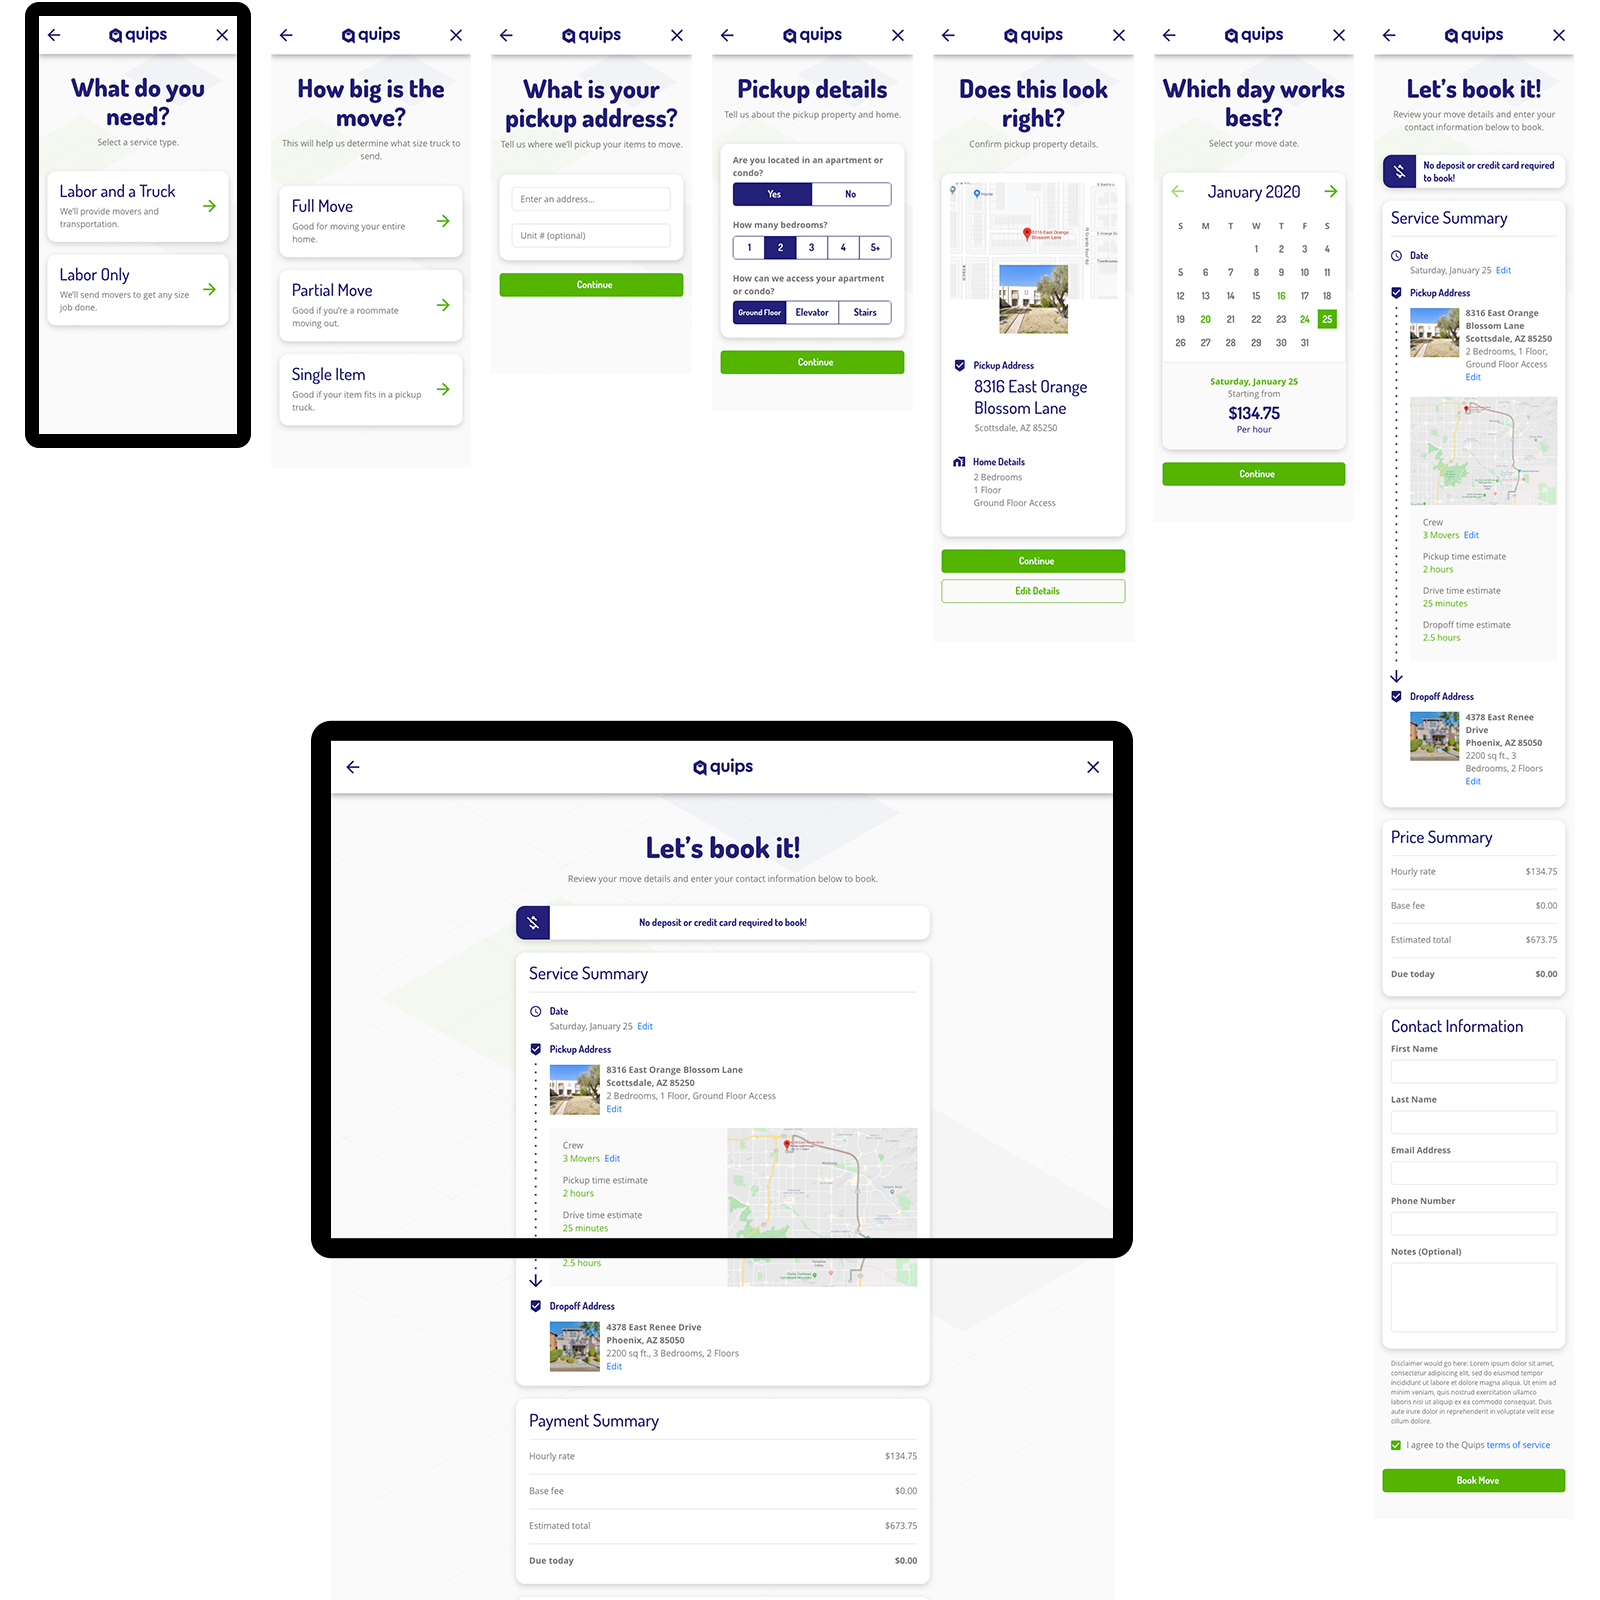 quips
What do you
need?
Select a service type.
Labor and a Truck
We'll provide movers and
transportation.
Labor Only
We'll send movers to get any size
job done.
quips
How big is the
move?
This will help us determine what size truck to
send.
Full Move
Good for moving your entire
home.
Partial Move
Good if you're a roommate
moving out.
Single Item
Good if your item fits in a pickup
truck.
quips
What is your
pickup address?
Tell us where we'll pickup your items to move.
Enter an address...
Unit # (optional)
Continue
quips
Pickup details
Tell us about the pickup property and home.
Are you located in an apartment or
condo?
Yes No
How many bedrooms?
1 2 3 4 5+
How can we access your apartment
or condo?
Ground Floor Elevator Stairs
Continue
quips
Does this look
right?
Confirm pickup property details.
8316 East Orange
Blossom Lane
Pickup Address
8316 East Orange
Blossom Lane
Scottsdale, AZ 85250
Home Details
2 Bedrooms
1 Floor
Ground Floor Access
Continue
Edit Details
quips
Which day works
best?
Select your move date.
January 2020
S M T W T F S
1 2 3 4
5 6 7 8 9 10 11
12 13 14 15 16 17 18
19 20 21 22 23 24 25
26 27 28 29 30 31
Saturday, January 25
Starting from
$134.75
Per hour
Continue
quips
Let's book it!
Review your move details and enter your
contact information below to book.
No deposit or credit card required
to book!
Service Summary
Date
Saturday, January 25 Edit
Pickup Address
8316 East Orange
Blossom Lane
Scottsdale, AZ 85250
2 Bedrooms, 1 Floor,
Ground Floor Access
Edit
Crew
3 Movers Edit
Pickup time estimate
2 hours
Drive time estimate
25 minutes
Dropoff time estimate
2.5 hours
Dropoff Address
4378 East Renee
Drive
Phoenix, AZ 85050
2200 sq ft., 3
Bedrooms, 2 Floors
Edit
Price Summary
Hourly rate $134.75
Base fee $0.00
Estimated total $673.75
Due today $0.00
Contact Information
First Name
Last Name
Email Address
Phone Number
Notes (Optional)
Disclaimer would go here: Lorem ipsum dolor sit amet,
consectetur adipiscing elit, sed do eiusmod tempor
incididunt ut labore et dolore magna aliqua. Ut enim ad
minim veniam, quis nostrud exercitation ullamco
laboris nisi ut aliquip ex ea commodo consequat. Duis
aute irure dolor in reprehenderit in voluptate velit esse
cillum dolore.
I agree to the Quips terms of service
Book Move
quips
Let's book it!
Review your move details and enter your contact information below to book.
No deposit or credit card required to book!
Service Summary
Date
Saturday, January 25 Edit
Pickup Address
8316 East Orange Blossom Lane
Scottsdale, AZ 85250
2 Bedrooms, 1 Floor, Ground Floor Access
Edit
Crew
3 Movers Edit
Pickup time estimate
2 hours
Drive time estimate
25 minutes
2.5 hours
Dropoff Address
4378 East Renee Drive
Phoenix, AZ 85050
2200 sq ft., 3 Bedrooms, 2 Floors
Edit
Payment Summary
Hourly rate $134.75
Base fee $0.00
Estimated total $673.75
Due today $0.00